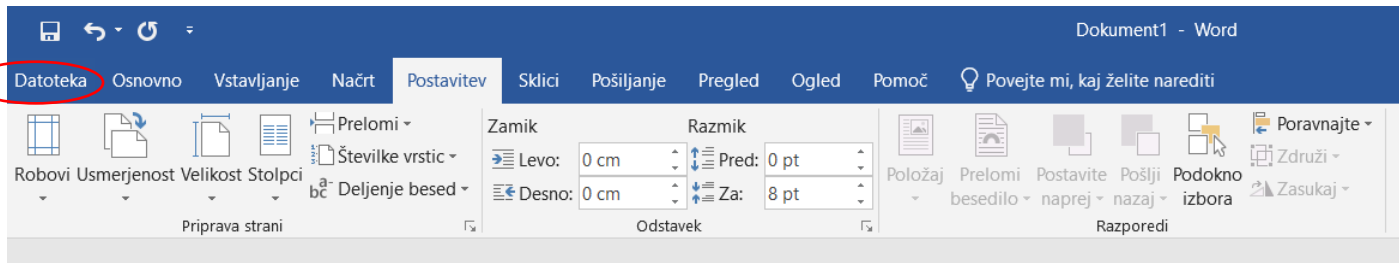 Dokument1 - Word
Datoteka Osnovno Vstavljanje Načrt Postavitev Sklici Pošiljanje Pregled Ogled Pomoč Povejte mi, kaj želite narediti
Robovi Usmerjenost Velikost Stolpci
Prelomi
Številke vrstic
Deljenje besed
Priprava strani
Zamik
Levo: 0 cm
Desno: 0 cm
Razmik
Pred: 0 pt
Za: 8 pt
Odstavek
Položaj
Prelomi besedilo
Postavite naprej
Pošlji nazaj
Podokno izbora
Poravnajte
Združi
Zasukaj
Razporedi